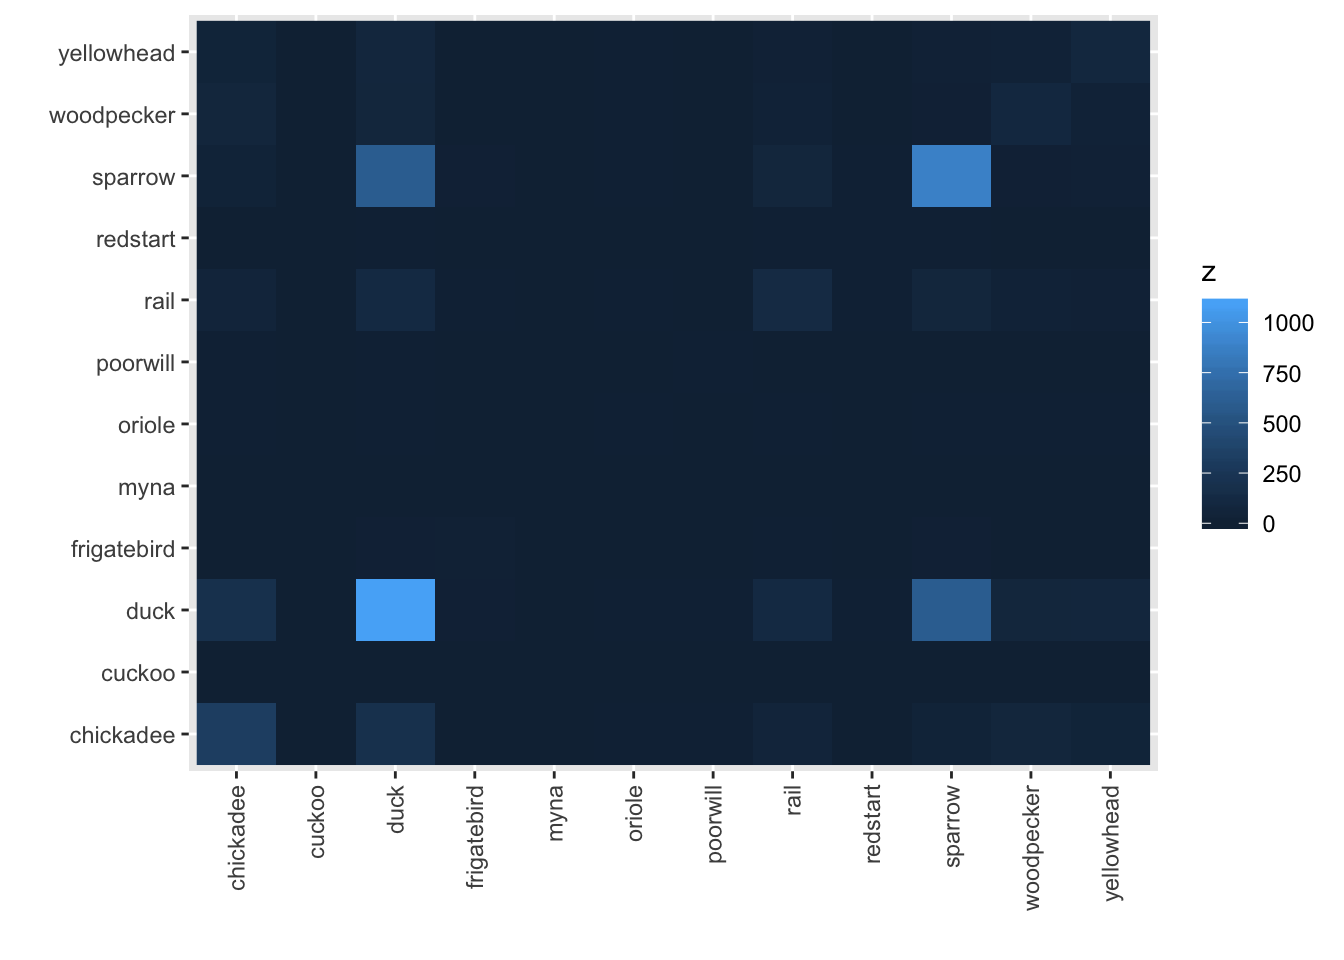 yellowhead
woodpecker
sparrow
redstart
rail
poorwill
oriole
myna
frigatebird
duck
cuckoo
chickadee
chickadee
cuckoo
duck
frigatebird
myna
oriole
poorwill
rail
redstart
sparrow
woodpecker
yellowhead
z
1000
750
500
250
0